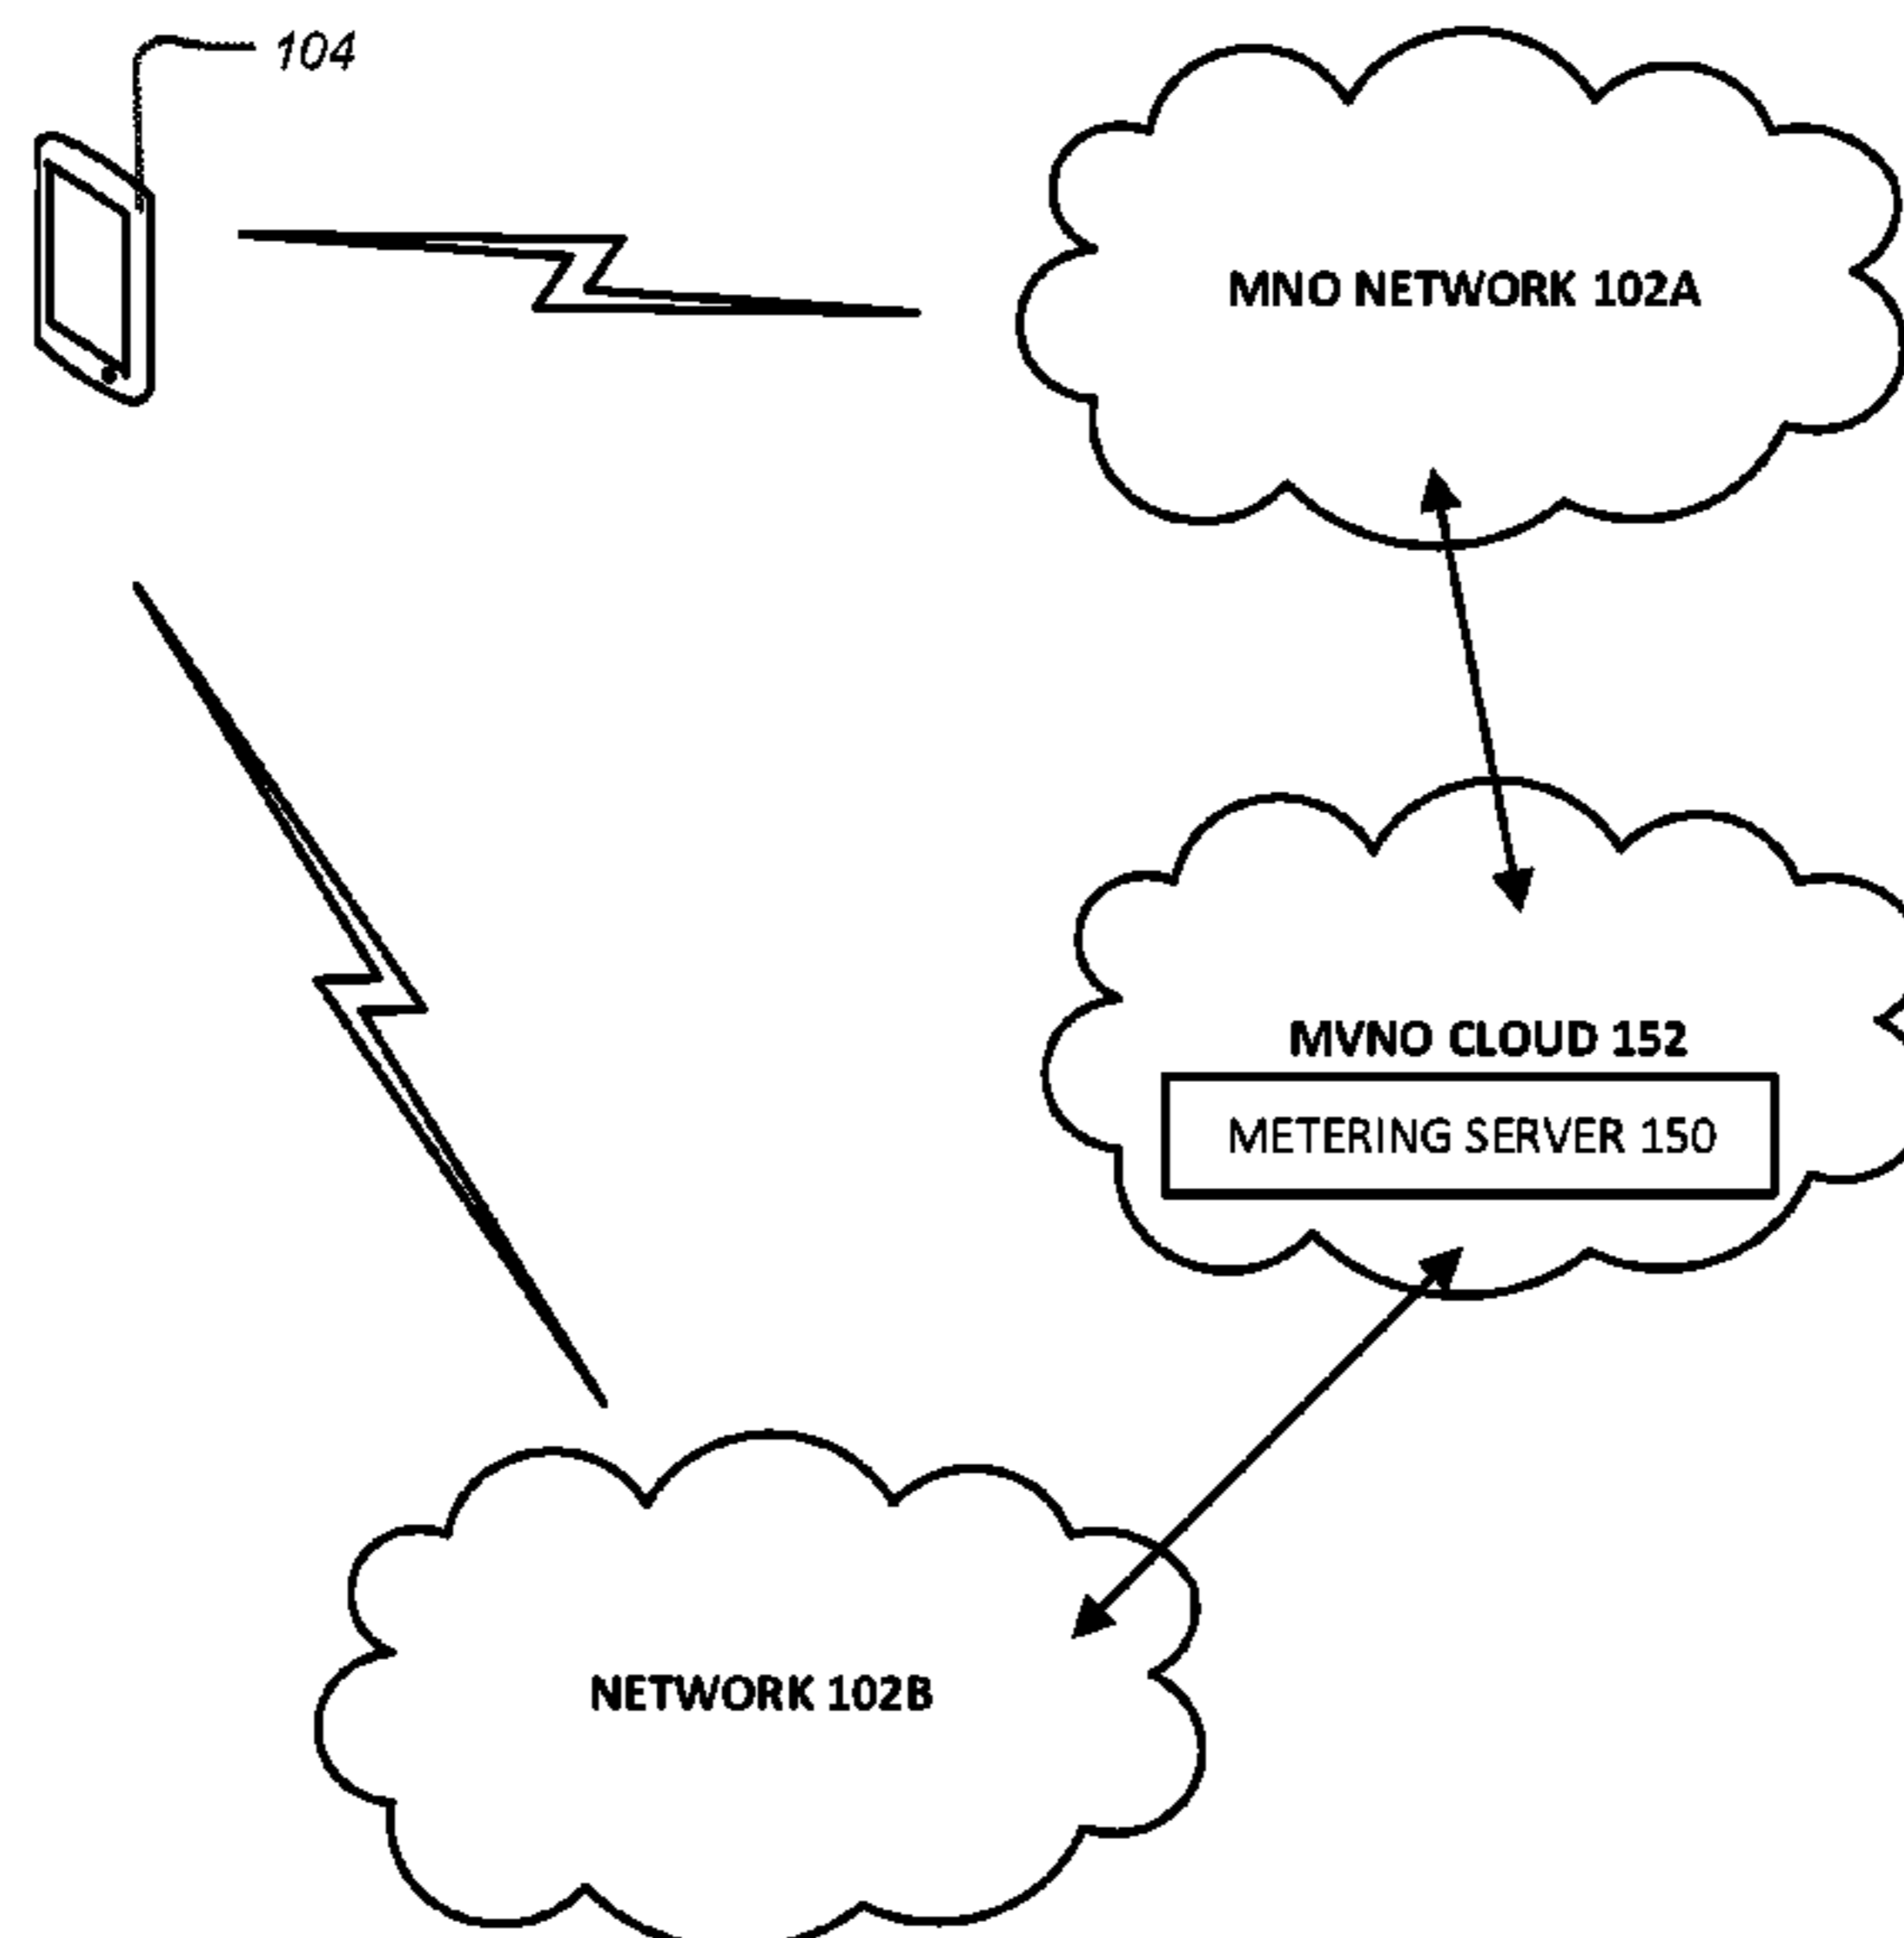 104
MNO NETWORK 102A
MVNO CLOUD 152
METERING SERVER 150
NETWORK 102B